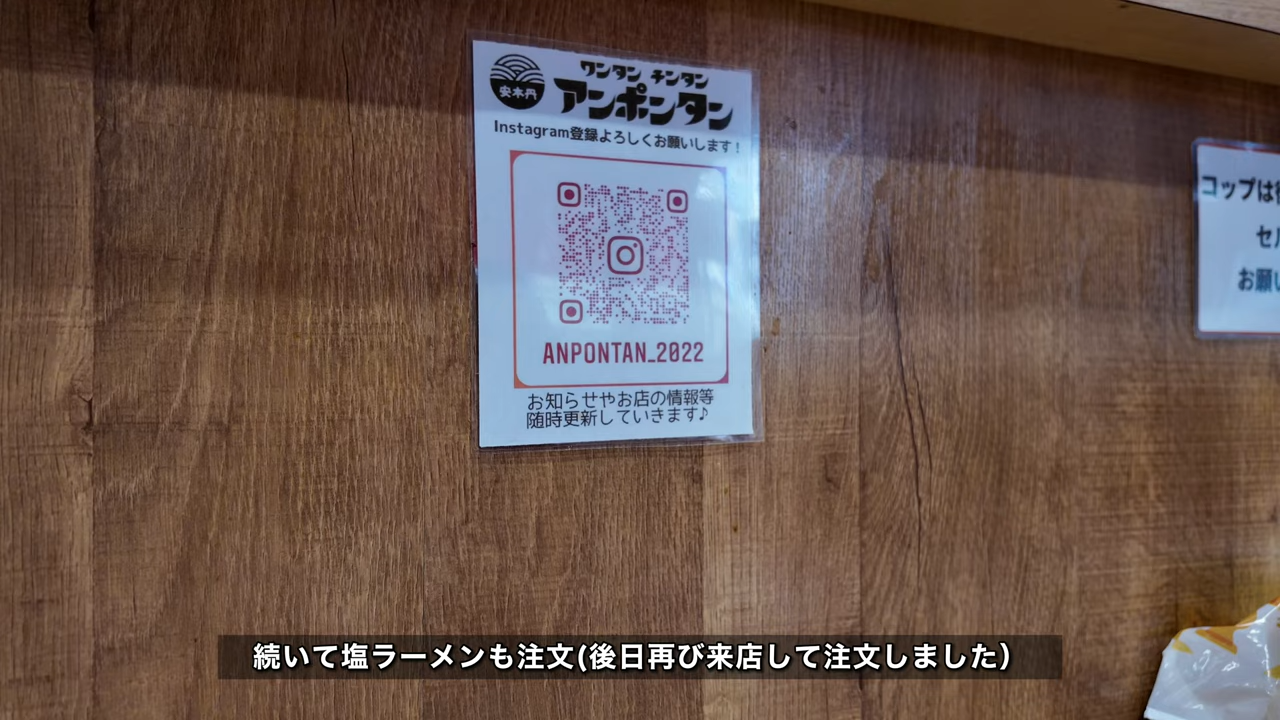 安木丹
ワンタン チンタン
アンポンタン
Instagram登録よろしくお願いします!
ANPONTAN_2022
お知らせやお店の情報等
随時更新していきます♪
コップは
セル
お願い
続いて塩ラーメンも注文(後日再び来店して注文しました)